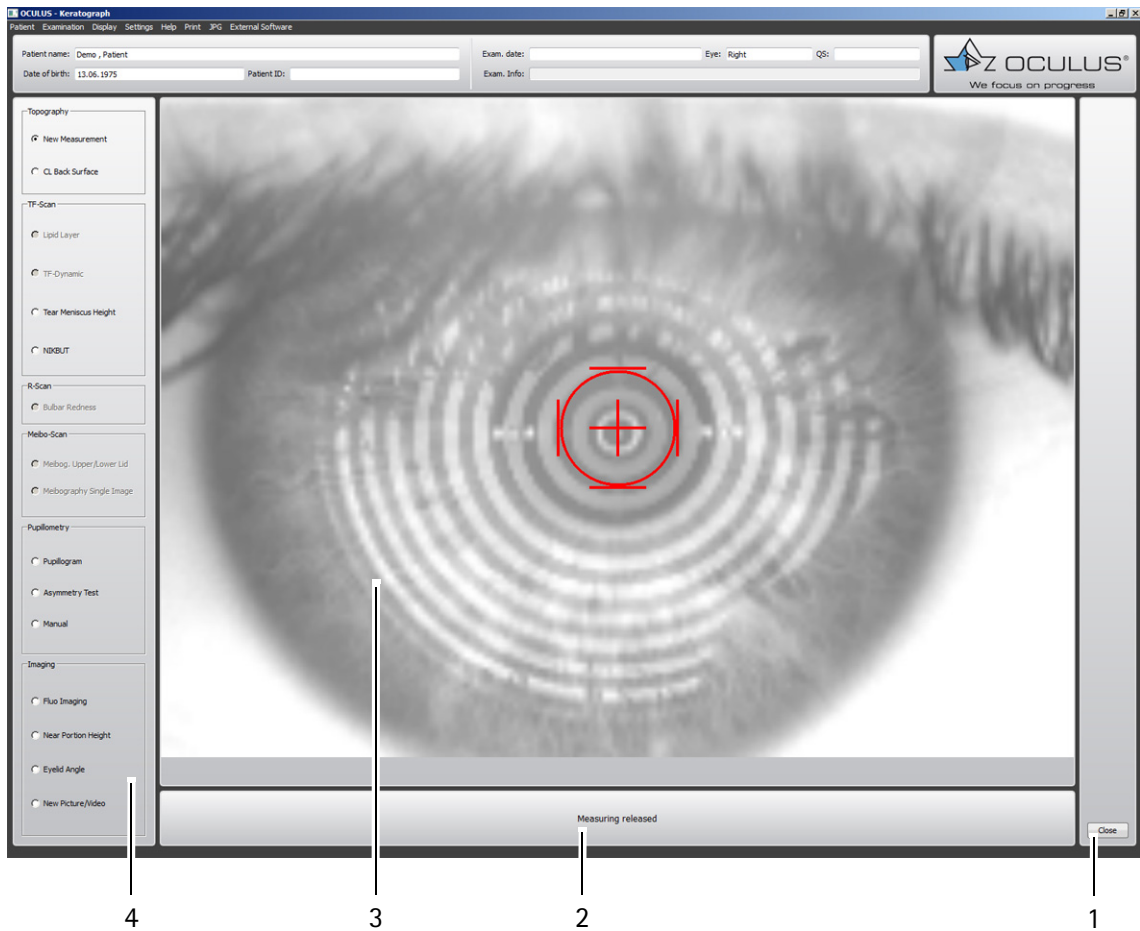 OCULUS - Keratograph
Patient Examination Display Settings Help Print JPG External Software
Patient name: Demo , Patient
Date of birth: 13.06.1975 Patient ID:
Exam. date: Eye: Right QS:
Exam. Info:
OCULUS®
We focus on progress
Topography
New Measurement
CL Back Surface
TF-Scan
Lipid Layer
TF-Dynamic
Tear Meniscus Height
NIKBUT
R-Scan
Bulbar Redness
Meibo-Scan
Meibog. Upper/Lower Lid
Meibography Single Image
Pupillometry
Pupillogram
Asymmetry Test
Manual
Imaging
Fluo Imaging
Near Portion Height
Eyelid Angle
New Picture/Video
Measuring released
Close
4 3 2 1